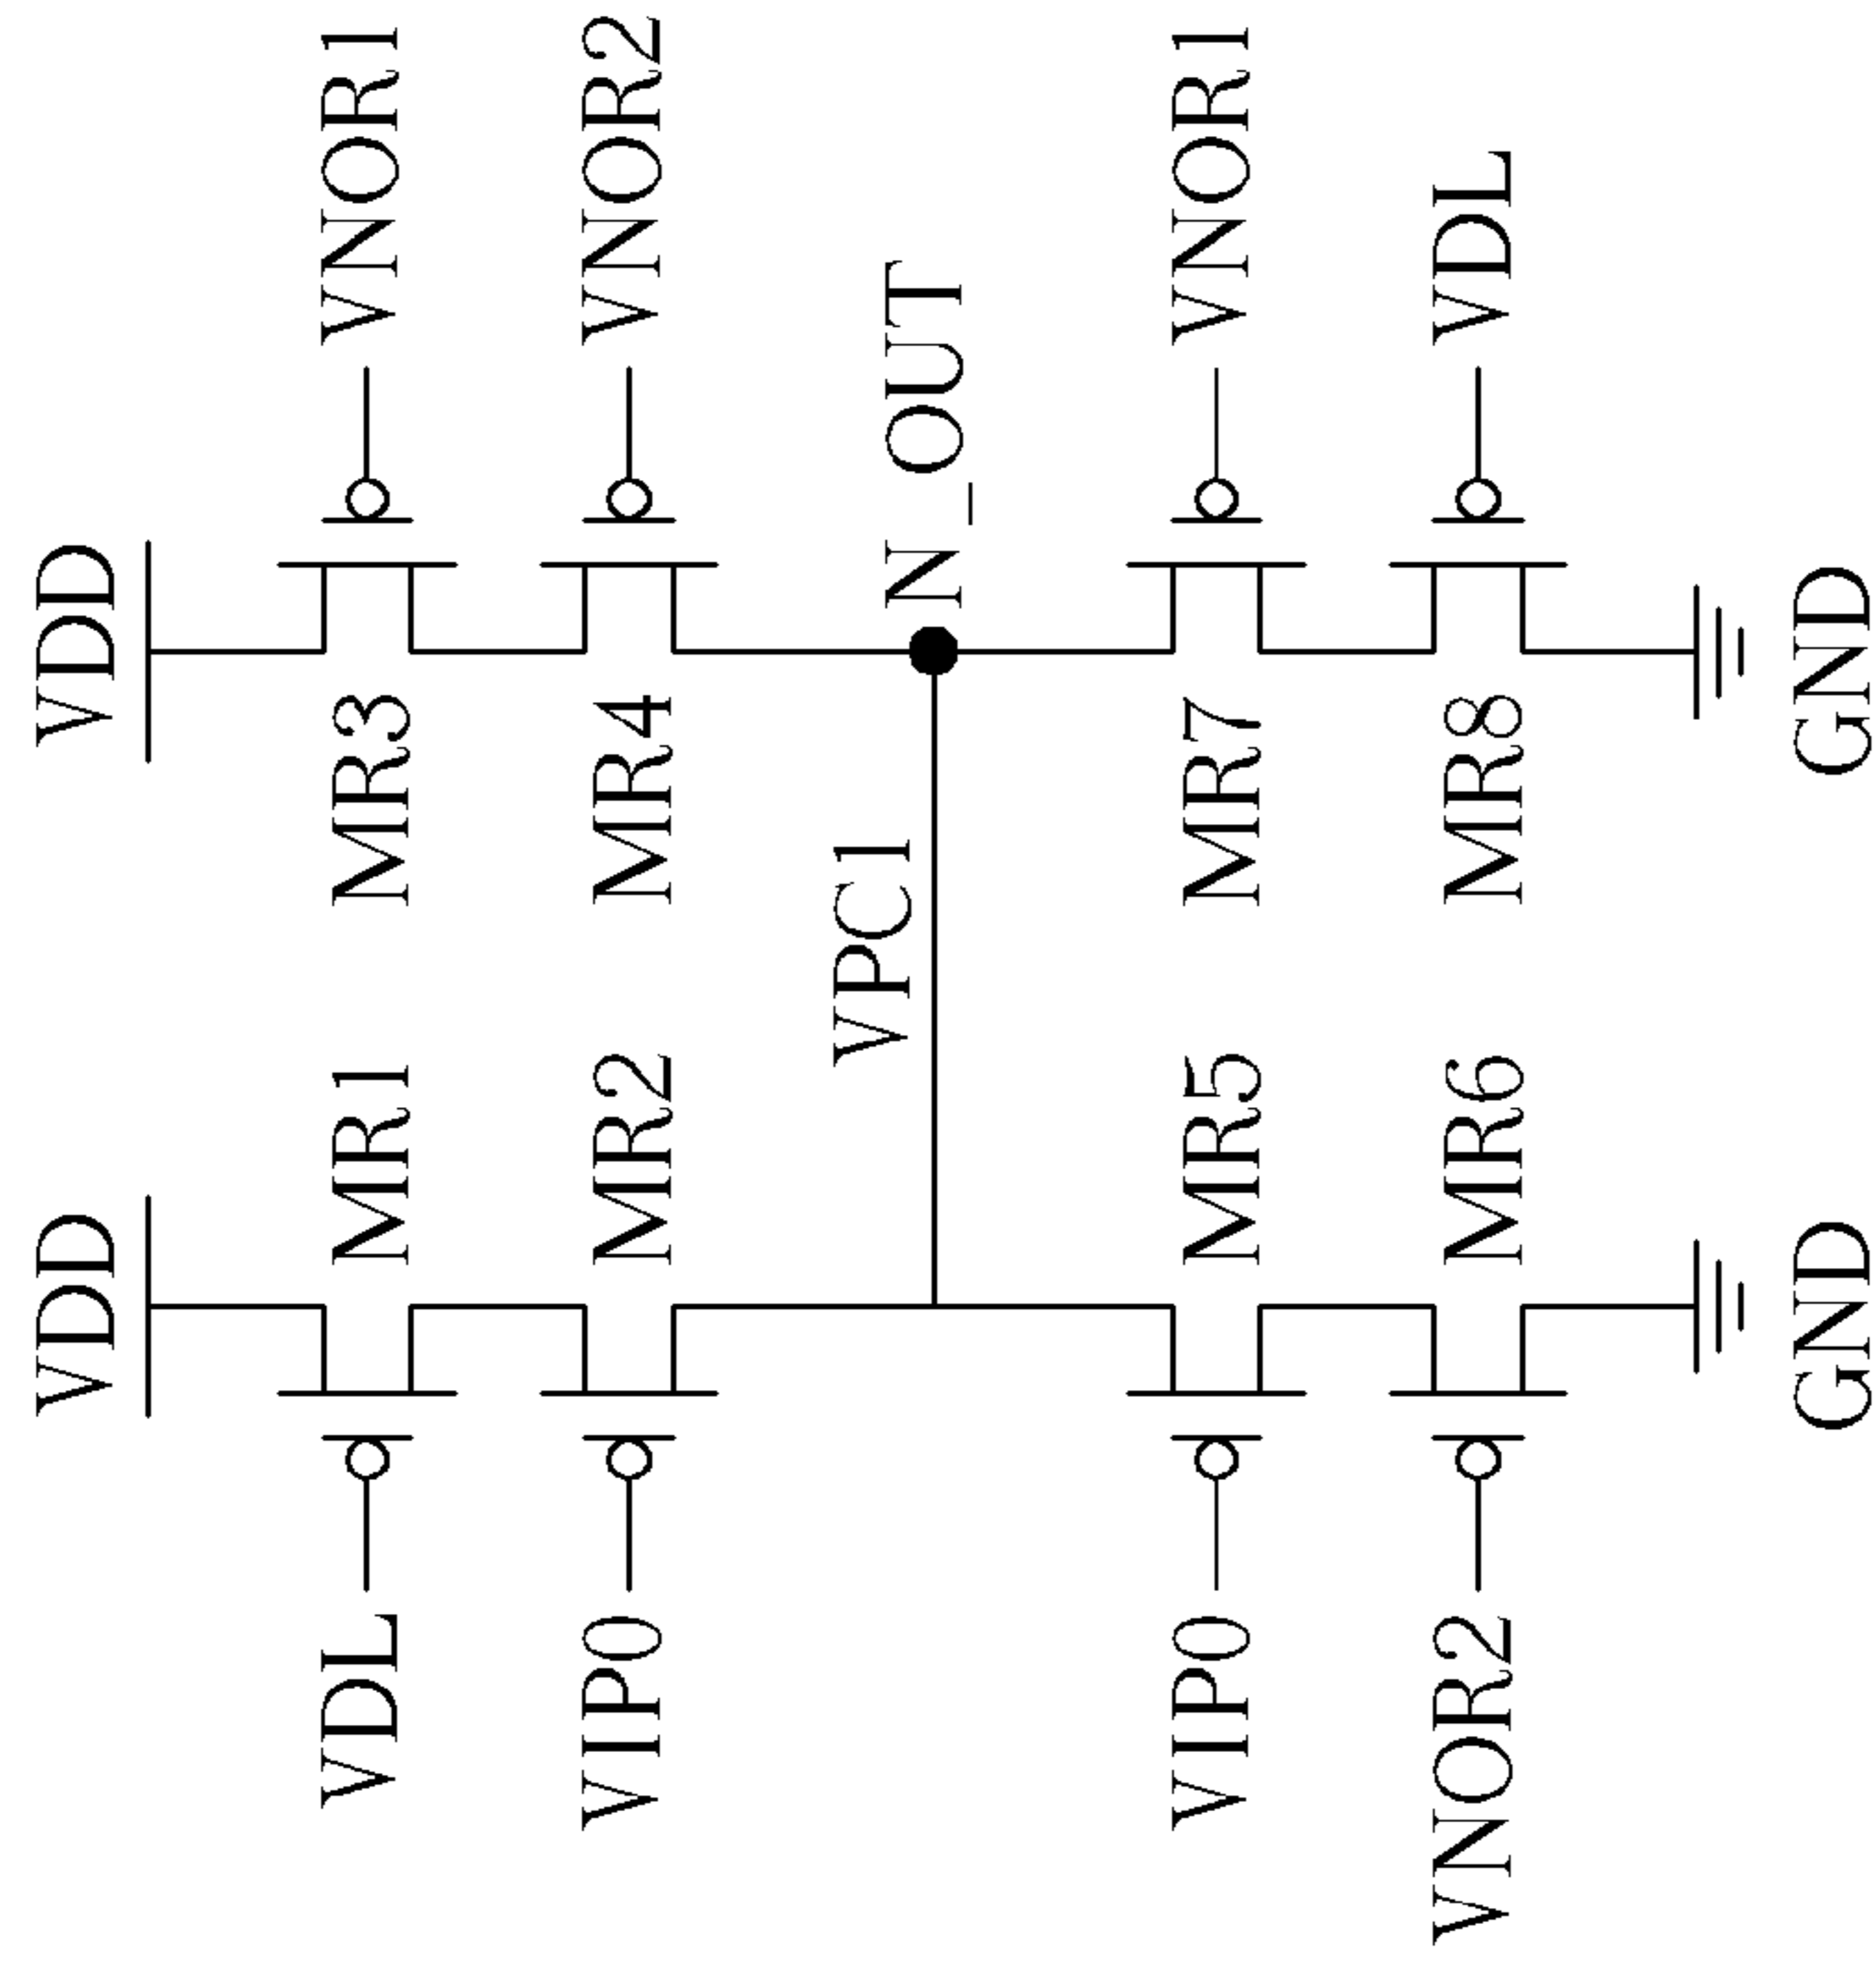 VDD
VDD
VDL
MR1
MR3
VNOR1
VIP0
MR2
MR4
VNOR2
VPC1
N_OUT
VIP0
MR5
MR7
VNOR1
VNOR2
MR6
MR8
VDL
GND
GND